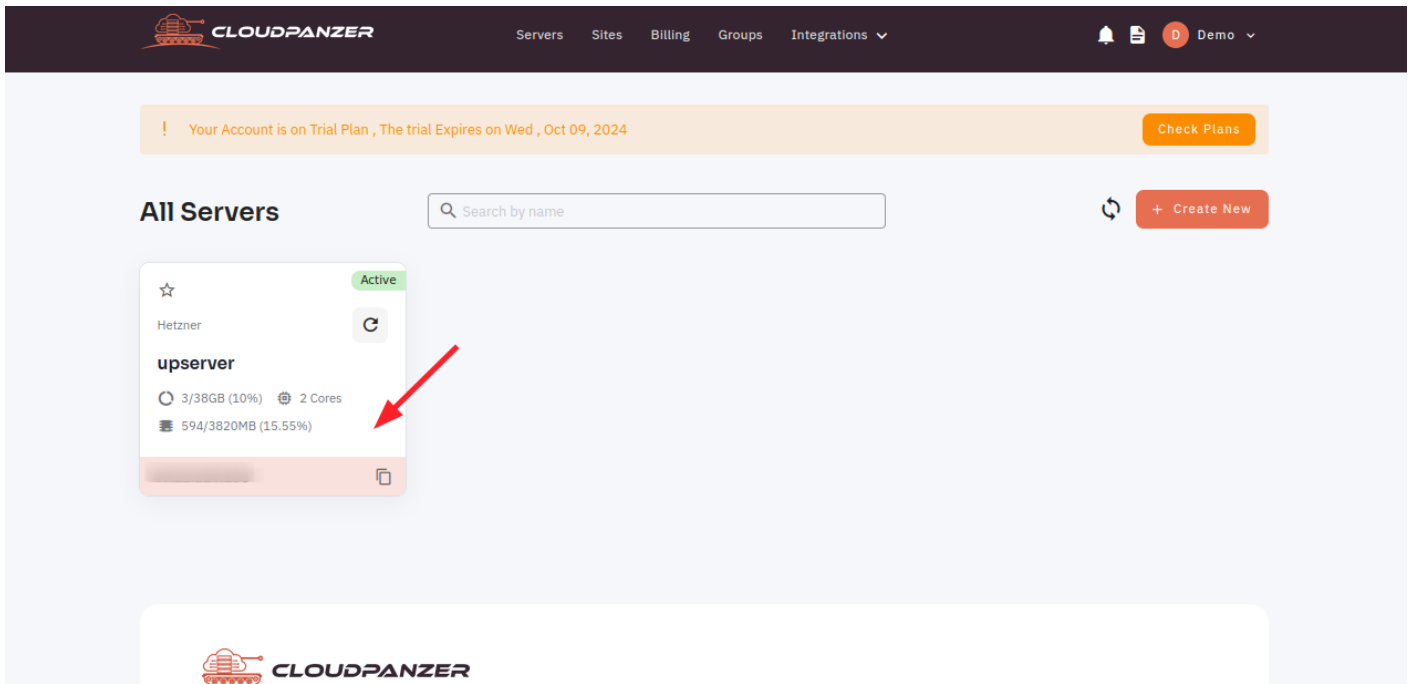 CLOUDPANZER
Servers Sites Billing Groups Integrations
D Demo
! Your Account is on Trial Plan , The trial Expires on Wed , Oct 09, 2024
Check Plans
All Servers
Search by name
+ Create New
Active
Hetzner
upserver
3/38GB (10%) 2 Cores
594/3820MB (15.55%)
CLOUDPANZER